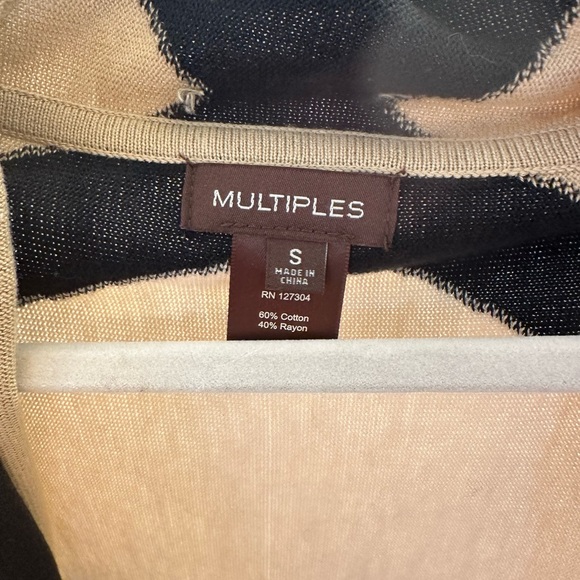 MULTIPLES
S
MADE IN
CHINA
RN 127304
60% Cotton
40% Rayon